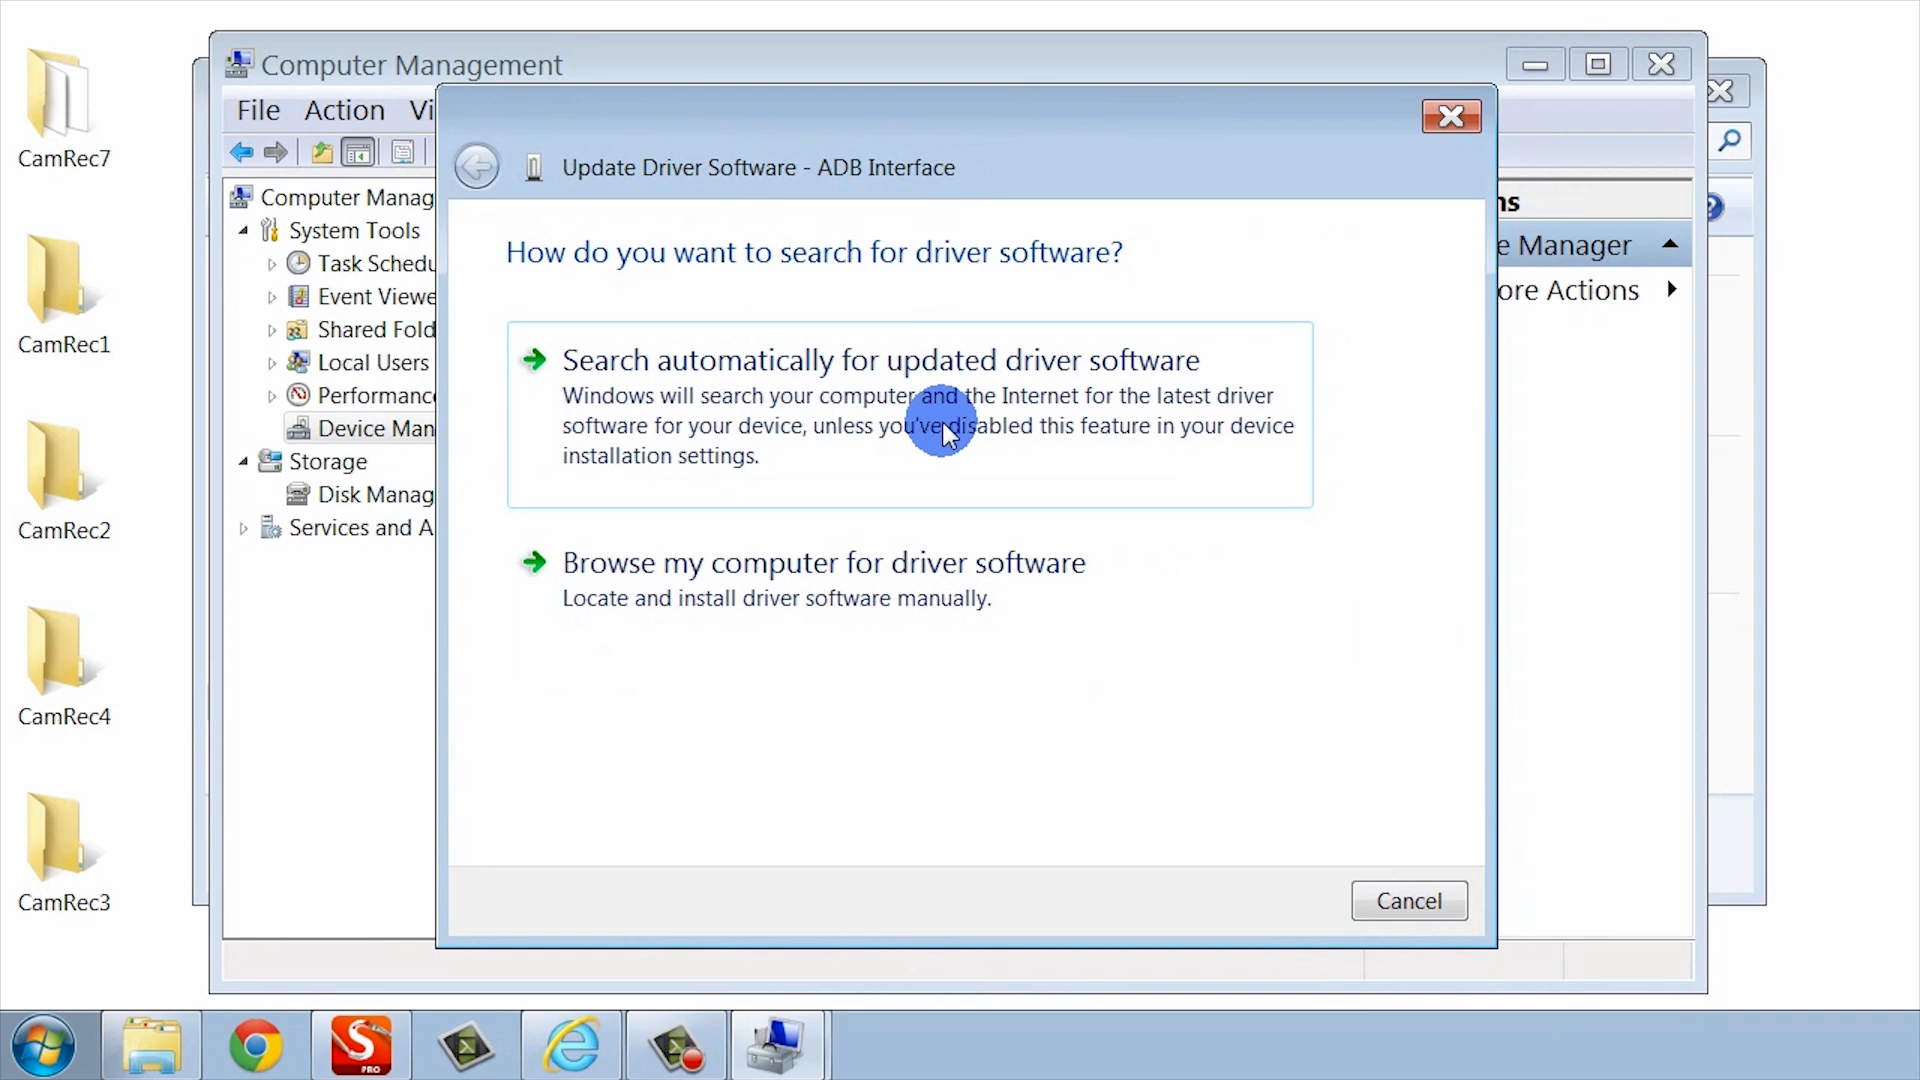 CamRec7
CamRec1
CamRec2
CamRec4
CamRec3
Computer Management
File Action Vi
Computer Manag
System Tools
Task Schedu
Event Viewe
Shared Fold
Local Users
Performance
Device Man
Storage
Disk Manag
Services and A
Update Driver Software - ADB Interface
How do you want to search for driver software?
Search automatically for updated driver software
Windows will search your computer and the Internet for the latest driver
software for your device, unless you've disabled this feature in your device
installation settings.
Browse my computer for driver software
Locate and install driver software manually.
Cancel
ns
e Manager
ore Actions
S
PRO